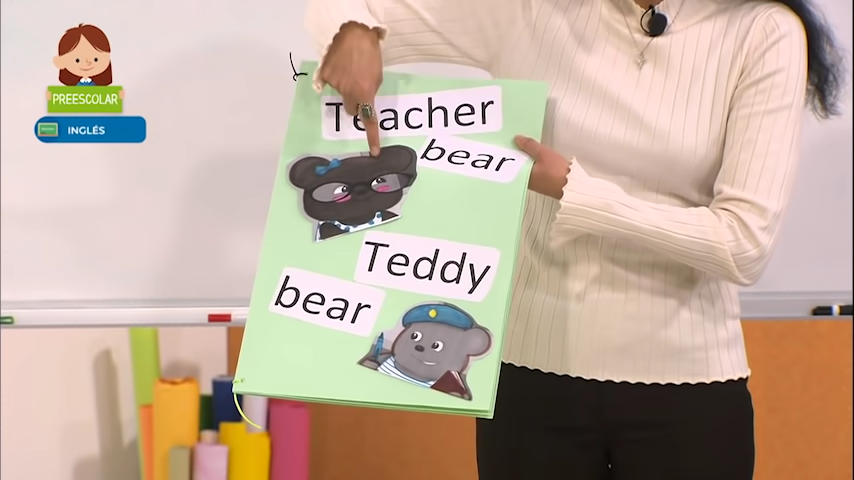 PREESCOLAR
INGLÉS
Teacher
bear
Teddy
bear